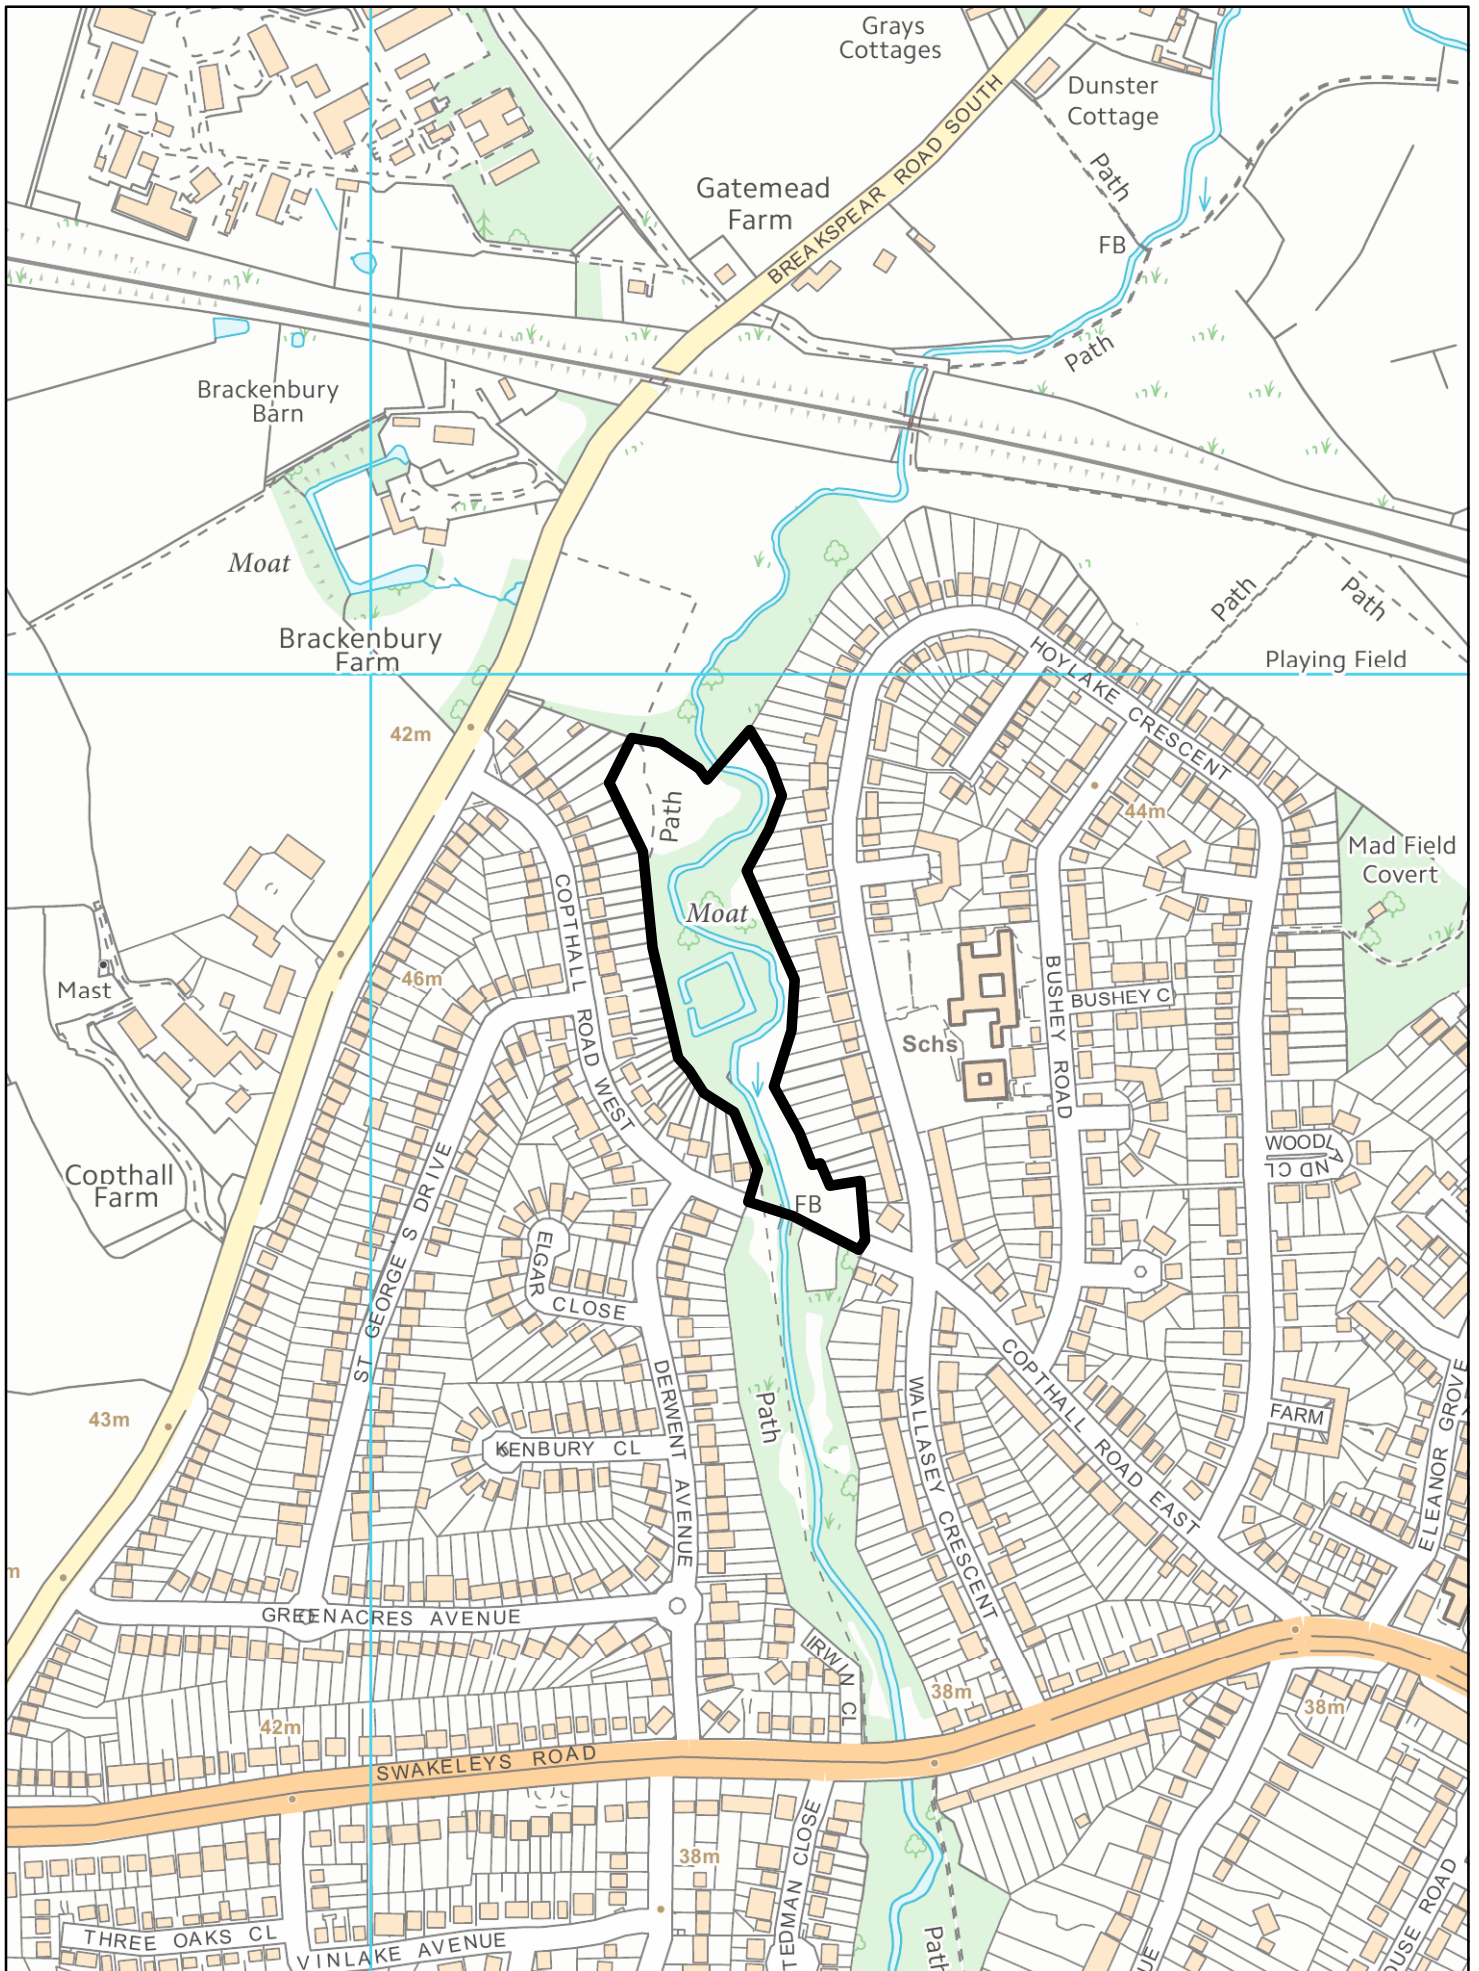 Grays
Cottages
Dunster
Cottage
BREAKSPEAR ROAD SOUTH
Path
Gatemead
Farm
FB
Path
Brackenbury
Barn
Moat
Path
Path
Brackenbury
Farm
HOYLAKE CRESCENT
Playing Field
42m
44m
Path
Mad Field
Covert
COPTHALL ROAD WEST
Moat
46m
Mast
BUSHEY ROAD
BUSHEY C
Schs
WOODLAND CL
Copthall
Farm
ST GEORGE S DRIVE
FB
ELGAR CLOSE
DERWENT AVENUE
Path
WALLASEY CRESCENT
COPTHALL ROAD EAST
FARM
ELEANOR GROVE
43m
KENBURY CL
m
GREENACRES AVENUE
IRWIN CL
38m
38m
42m
SWAKELEYS ROAD
38m
TEDMAN CLOSE
THREE OAKS CL
VINLAKE AVENUE
Path
UE
OUSE ROAD